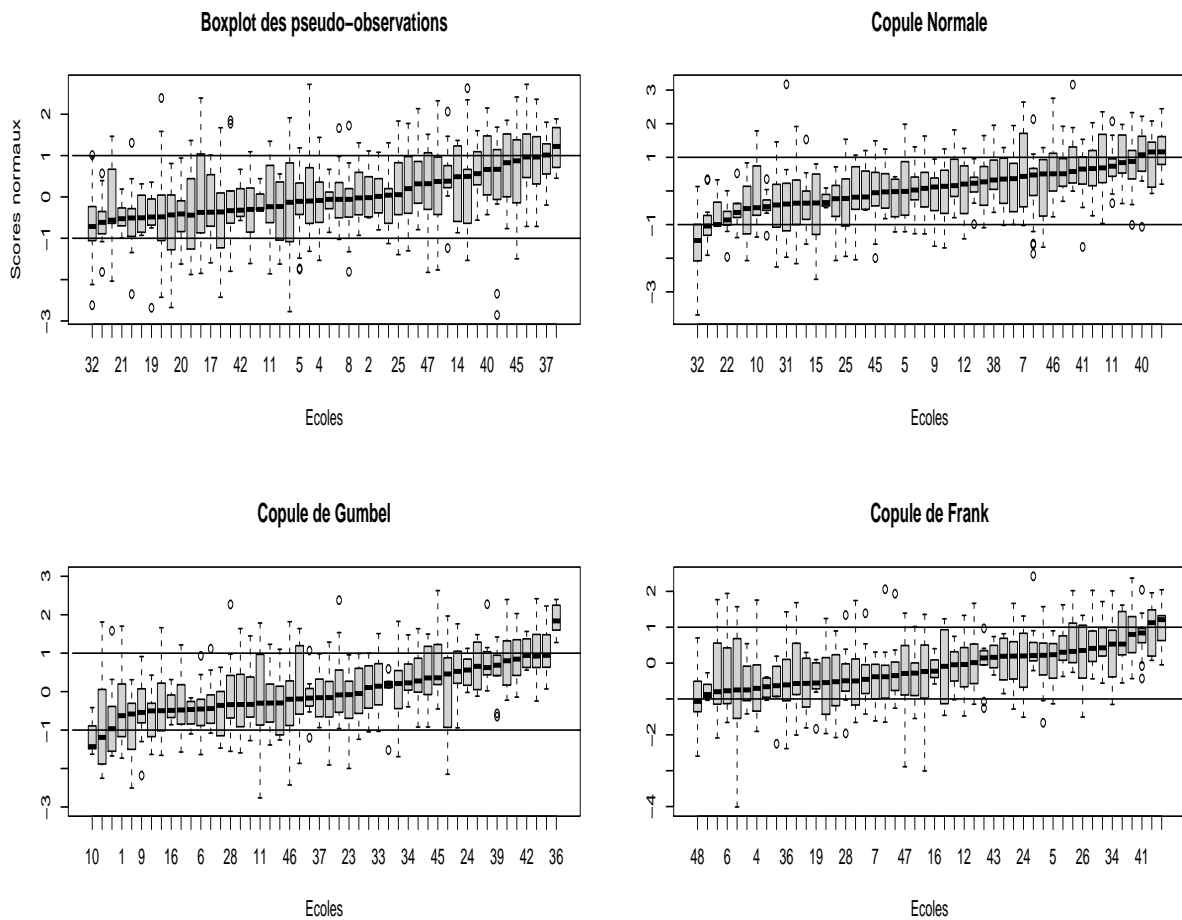 Boxplot des pseudo−observations
Scores normaux
2
1
0
−1
−3
32 21 19 20 17 42 11 5 4 8 2 25 47 14 40 45 37
Ecoles
Copule Normale
3
2
1
−1
−3
32 22 10 31 15 25 45 5 9 12 38 7 46 41 11 40
Ecoles
Copule de Gumbel
3
2
1
0
−1
−3
10 1 9 16 6 28 11 46 37 23 33 34 45 24 39 42 36
Ecoles
Copule de Frank
2
1
0
−1
−2
−4
48 6 4 36 19 28 7 47 16 12 43 24 5 26 34 41
Ecoles